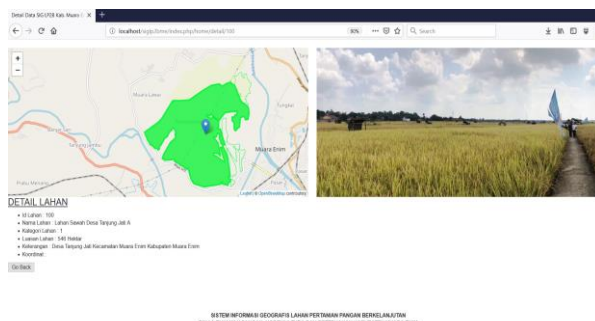 Detail Data SIG-LP2B Kab. Muara E
localhost/siglp2bme/index.php/home/detail/100
90%
Search
+
−
Muara Lawai
Muara Enim
Leaflet | © OpenStreetMap contributors
DETAIL LAHAN
Id Lahan : 100
Nama Lahan : Lahan Sawah Desa Tanjung Jati A
Kategori Lahan : 1
Luasan Lahan : 546 Hektar
Keterangan : Desa Tanjung Jati Kecamatan Muara Enim Kabupaten Muara Enim
Koordinat :
Go Back
SISTEM INFORMASI GEOGRAFIS LAHAN PERTANIAN PANGAN BERKELANJUTAN